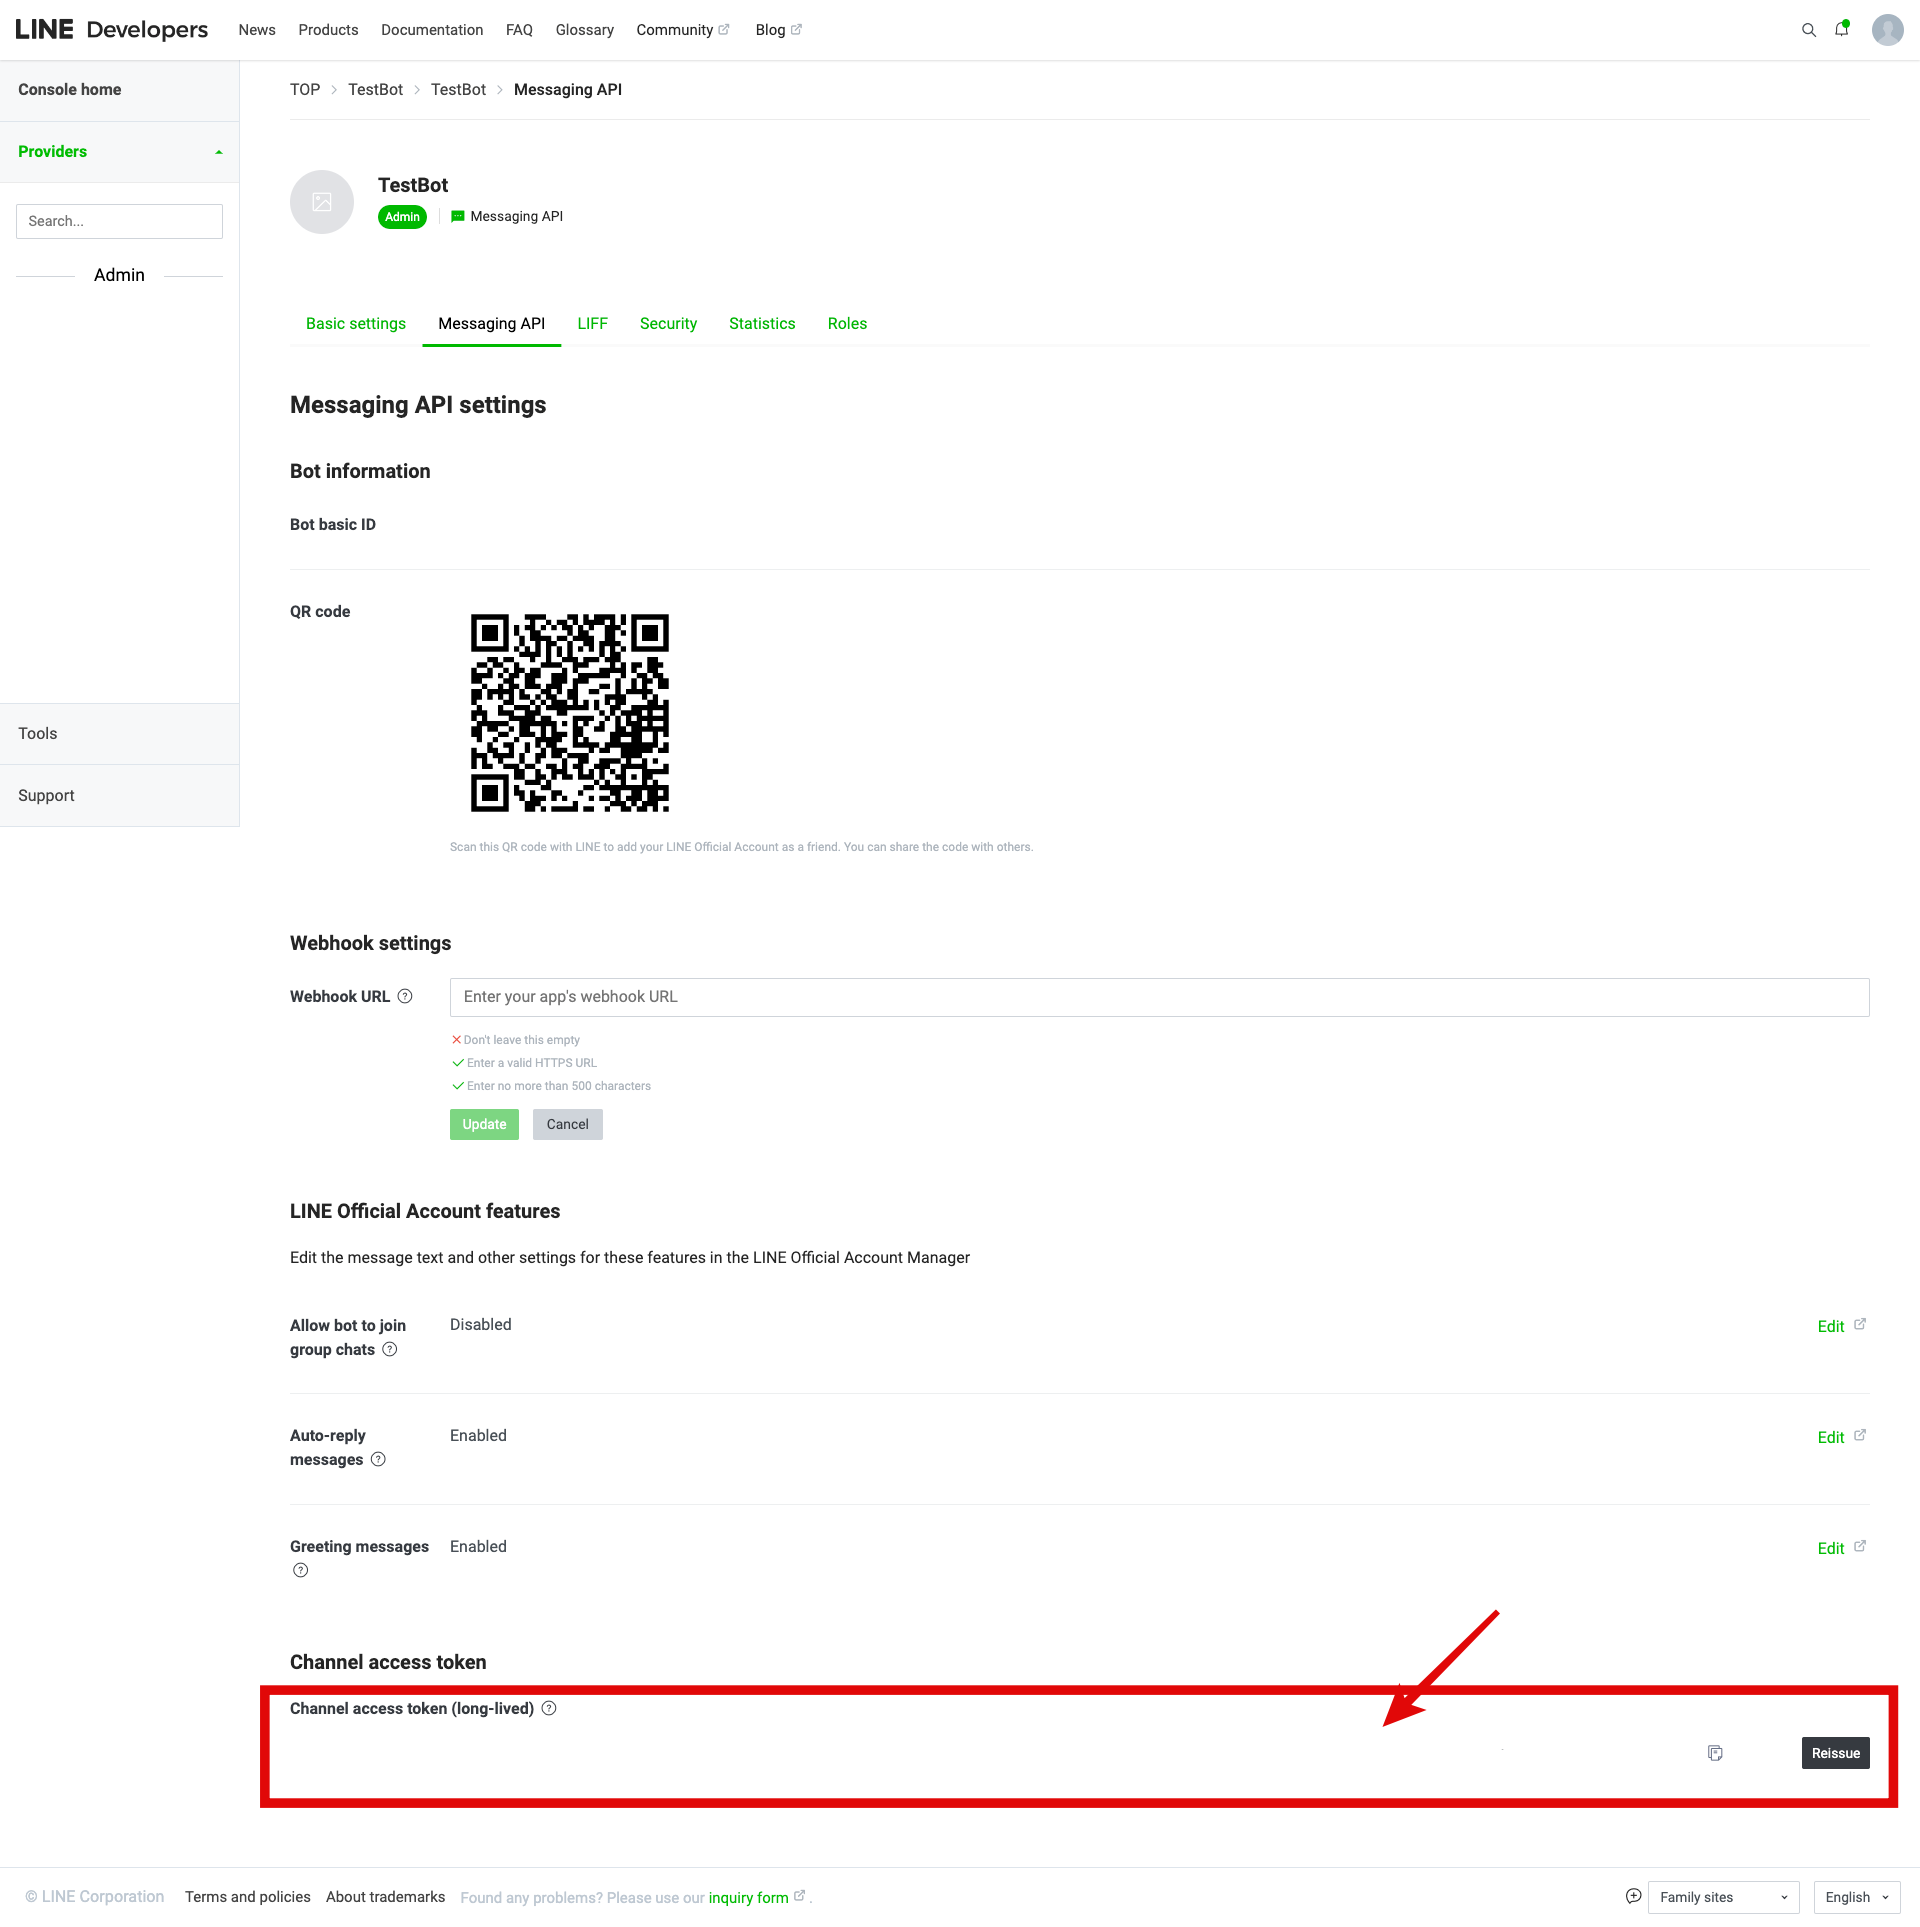 LINE Developers News Products Documentation FAQ Glossary Community Blog
Console home
Providers
Search...
Admin
Tools
Support
TOP > TestBot > TestBot > Messaging API
TestBot
Admin Messaging API
Basic settings Messaging API LIFF Security Statistics Roles
Messaging API settings
Bot information
Bot basic ID
QR code
Scan this QR code with LINE to add your LINE Official Account as a friend. You can share the code with others.
Webhook settings
Webhook URL ? Enter your app's webhook URL
Don't leave this empty
Enter a valid HTTPS URL
Enter no more than 500 characters
Update Cancel
LINE Official Account features
Edit the message text and other settings for these features in the LINE Official Account Manager
Allow bot to join Disabled Edit
group chats ?
Auto-reply Enabled Edit
messages ?
Greeting messages Enabled Edit
?
Channel access token
Channel access token (long-lived) ?
Reissue
© LINE Corporation Terms and policies About trademarks Found any problems? Please use our inquiry form . Family sites English